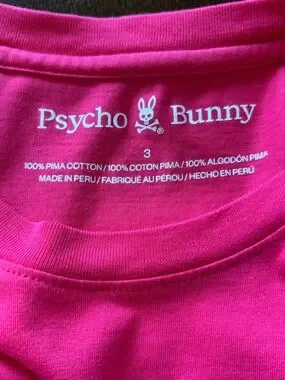 Psycho Bunny
3
100% PIMA COTTON / 100% COTON PIMA / 100% ALGODÓN PIMA
MADE IN PERU / FABRIQUÉ AU PÉROU / HECHO EN PERÚ